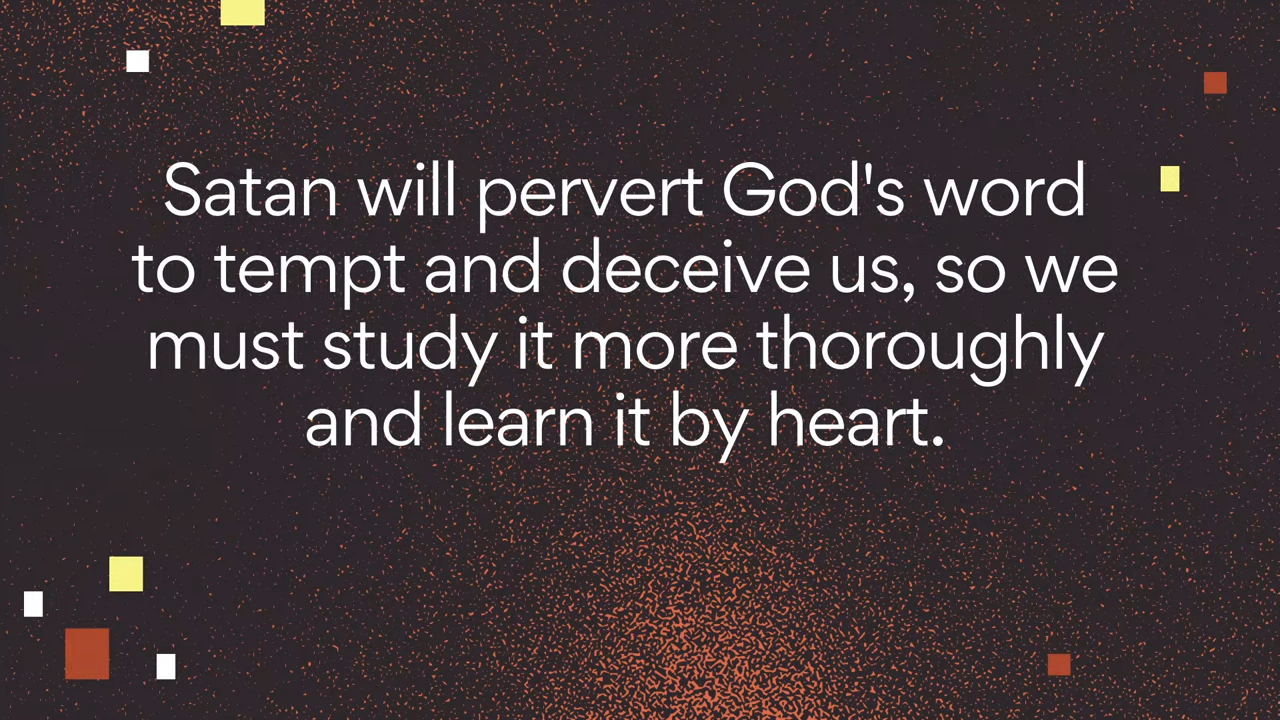 Satan will pervert God's word
to tempt and deceive us, so we
must study it more thoroughly
and learn it by heart.